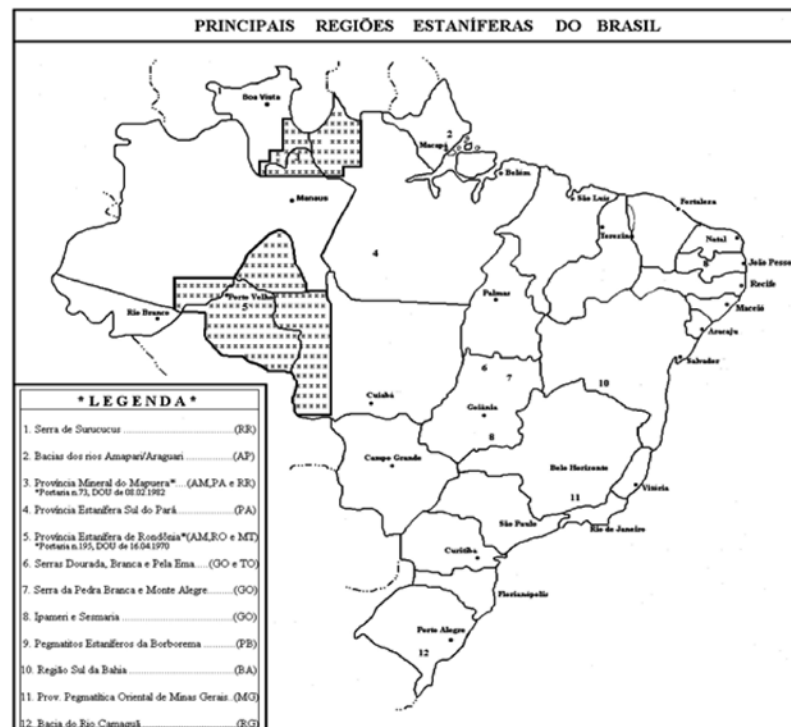 PRINCIPAIS REGIÕES ESTANÍFERAS DO BRASIL
Boa Vista
2
Macapá
Belém
Manaus
São Luis
Fortaleza
Terezina
Natal
4
João Pessoa
Recife
Porto Velho
5
Palmas
Maceió
Rio Branco
Aracaju
Salvador
6
7
10
Cuiabá
Goiânia
8
Campo Grande
Belo Horizonte
Vitória
11
São Paulo
Rio de Janeiro
Curitiba
Florianópolis
Porto Alegre
12
* L E G E N D A *
1. Serra de Surucucus (RR)
2. Bacias dos rios Amapari/Araguari (AP)
3. Província Mineral do Mapuera* (AM,PA e RR)
*Portaria n.73, DOU de 08.02.1982
4. Província Estanífera Sul do Pará (PA)
5. Província Estanífera de Rondônia*(AM,RO e MT)
*Portaria n.195, DOU de 16.04.1970
6. Serras Dourada, Branca e Pela Ema (GO e TO)
7. Serra da Pedra Branca e Monte Alegre (GO)
8. Ipameri e Sesmaria (GO)
9. Pegmatitos Estaníferos da Borborema (PB)
10. Região Sul da Bahia (BA)
11. Prov. Pegmatítica Oriental de Minas Gerais (MG)
12. Bacia do Rio Camaquã (RG)